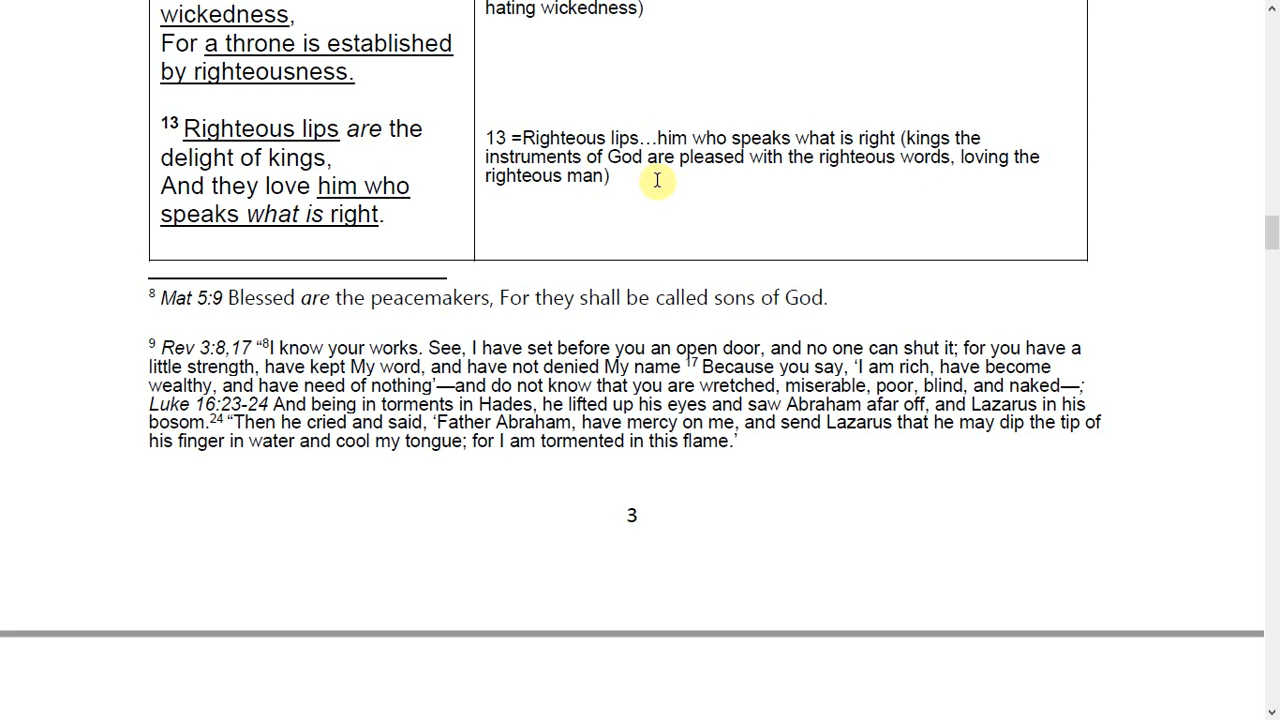 wickedness,
For a throne is established
by righteousness.
13 Righteous lips are the
delight of kings,
And they love him who
speaks what is right.
hating wickedness)
13 =Righteous lips…him who speaks what is right (kings the
instruments of God are pleased with the righteous words, loving the
righteous man)
8 Mat 5:9 Blessed are the peacemakers, For they shall be called sons of God.
9 Rev 3:8,17 “8I know your works. See, I have set before you an open door, and no one can shut it; for you have a
little strength, have kept My word, and have not denied My name 17 Because you say, ‘I am rich, have become
wealthy, and have need of nothing’—and do not know that you are wretched, miserable, poor, blind, and naked—;
Luke 16:23-24 And being in torments in Hades, he lifted up his eyes and saw Abraham afar off, and Lazarus in his
bosom.24 “Then he cried and said, ‘Father Abraham, have mercy on me, and send Lazarus that he may dip the tip of
his finger in water and cool my tongue; for I am tormented in this flame.’
3